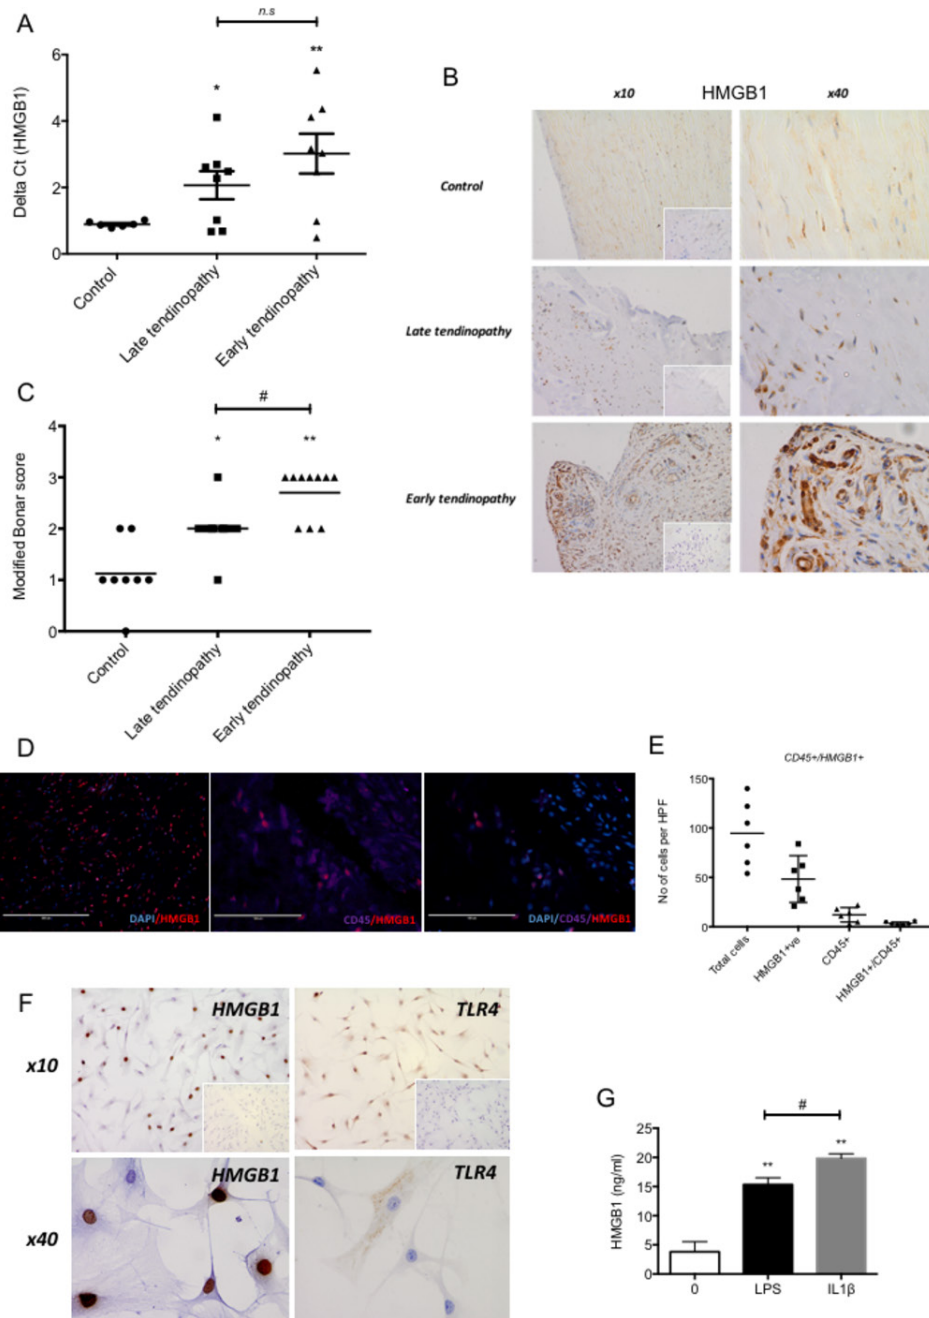 A
n.s
**
*
6
4
2
0
Delta Ct (HMGB1)
Control
Late tendinopathy
Early tendinopathy
B
x10
HMGB1
x40
Control
Late tendinopathy
Early tendinopathy
C
#
*
**
4
3
2
1
0
Modified Bonar score
Control
Late tendinopathy
Early tendinopathy
D
DAPI/HMGB1
CD45/HMGB1
DAPI/CD45/HMGB1
E
CD45+/HMGB1+
150
100
50
0
No of cells per HPF
Total cells
HMGB1+ve
CD45+
HMGB1+/CD45+
F
HMGB1
TLR4
x10
HMGB1
TLR4
x40
G
#
**
**
25
20
15
10
5
0
HMGB1 (ng/ml)
0
LPS
IL1β